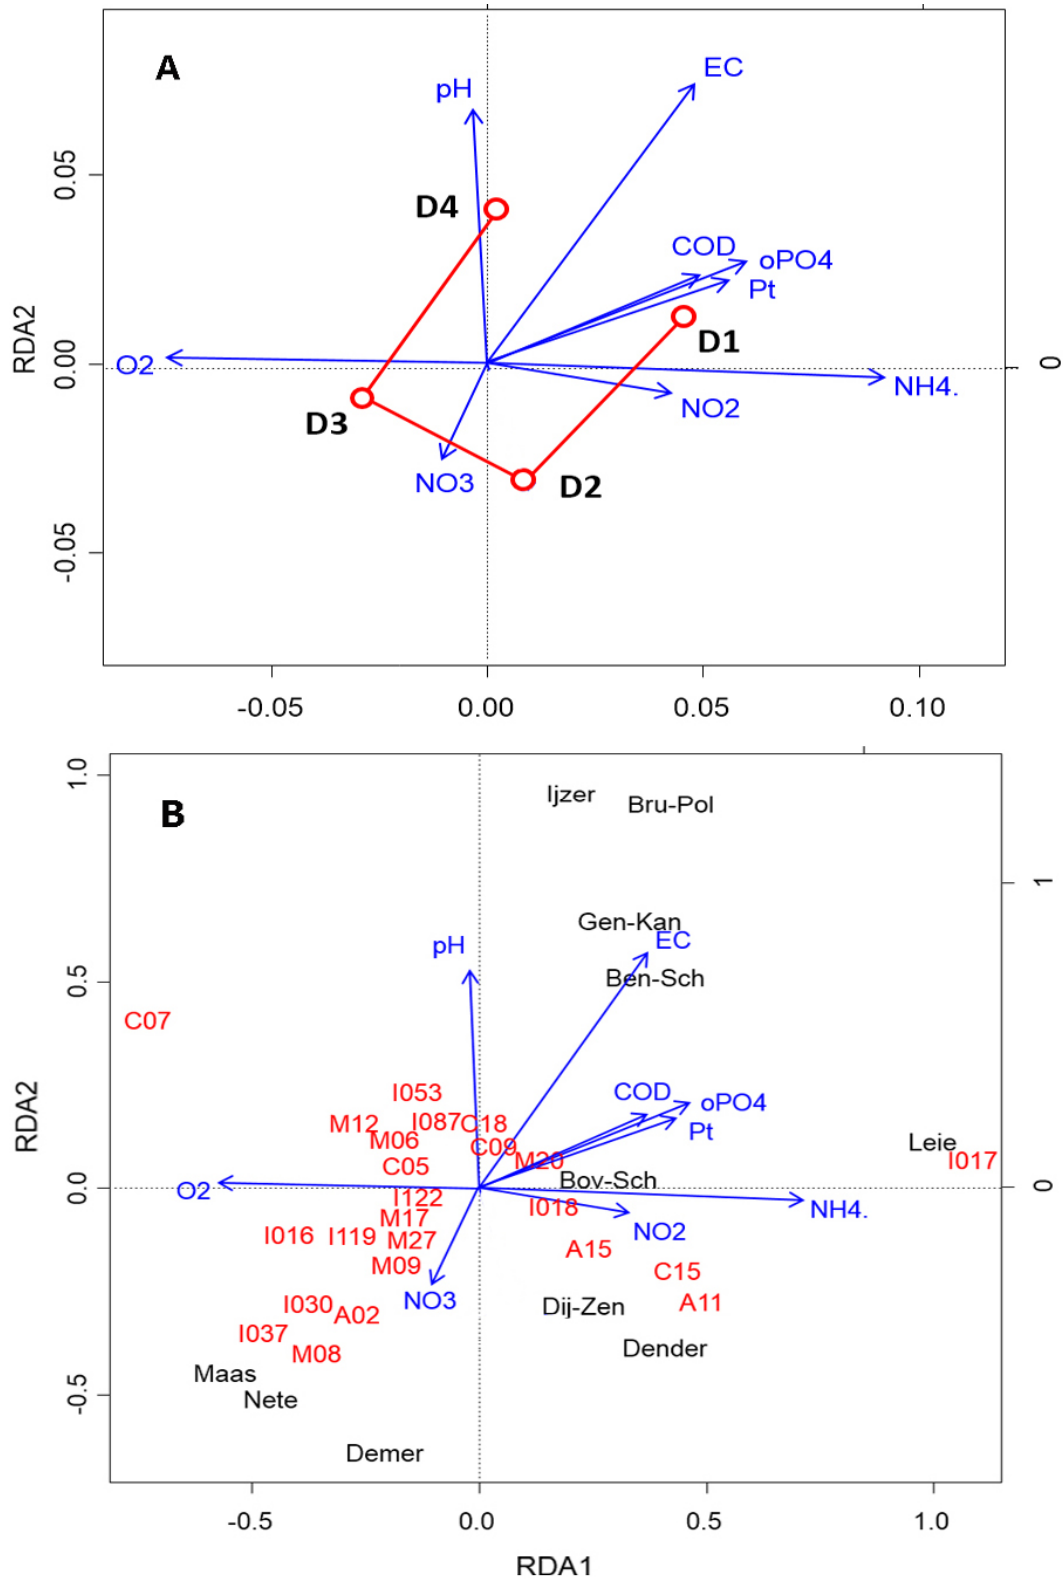 A
EC
pH
0.05
D4
COD
oPO4
Pt
RDA2
D1
0.00
O2
0
NH4.
NO2
D3
NO3
D2
-0.05
-0.05
0.00
0.05
0.10
1.0
B
Ijzer
Bru-Pol
1
Gen-Kan
EC
pH
Ben-Sch
0.5
C07
I053
COD
oPO4
RDA2
M12
I087
C18
Pt
M06
C09
Leie
C05
M20
I017
Bov-Sch
0.0
O2
I122
0
I018
NH4.
M17
NO2
I016
I119
M27
A15
M09
C15
NO3
I030
A02
A11
Dij-Zen
I037
M08
Dender
Maas
-0.5
Nete
Demer
-0.5
0.0
0.5
1.0
RDA1